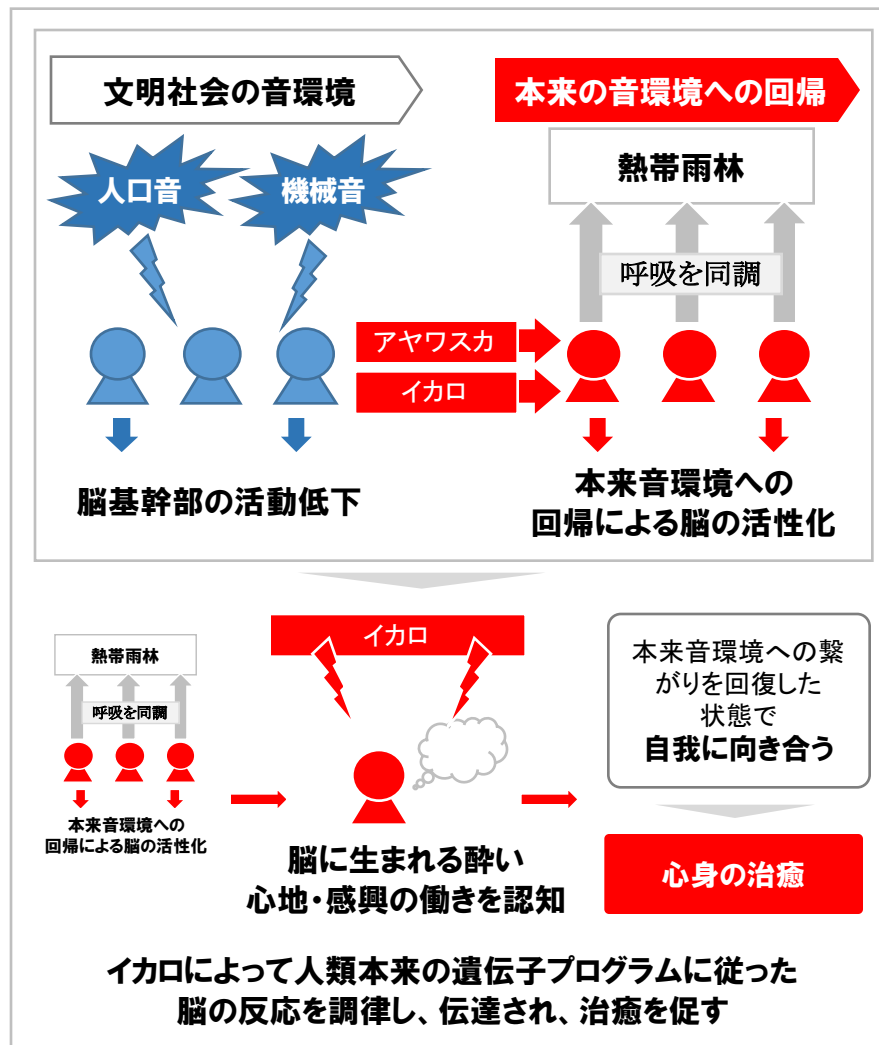 文明社会の音環境
本来の音環境への回帰
人口音
機械音
熱帯雨林
呼吸を同調
アヤワスカ
イカロ
脳基幹部の活動低下
本来音環境への
回帰による脳の活性化
イカロ
熱帯雨林
呼吸を同調
本来音環境への
回帰による脳の活性化
脳に生まれる酔い
心地・感興の働きを認知
本来音環境への繋
がりを回復した
状態で
自我に向き合う
心身の治癒
イカロによって人類本来の遺伝子プログラムに従った
脳の反応を調律し、伝達され、治癒を促す